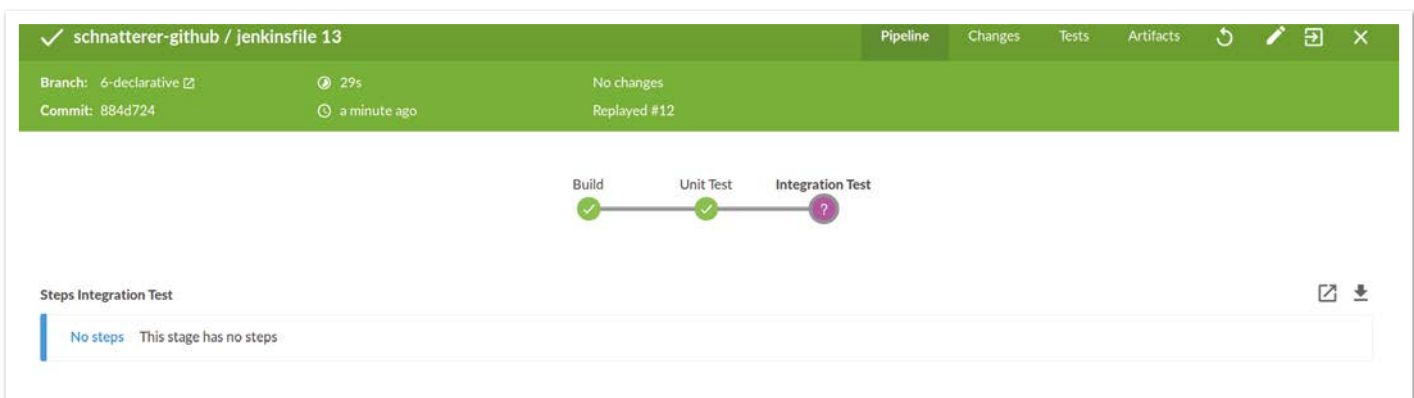 schnatterer-github / jenkinsfile 13 Pipeline Changes Tests Artifacts
Branch: 6-declarative 29s No changes
Commit: 884d724 a minute ago Replayed #12
Build Unit Test Integration Test
?
Steps Integration Test
No steps This stage has no steps